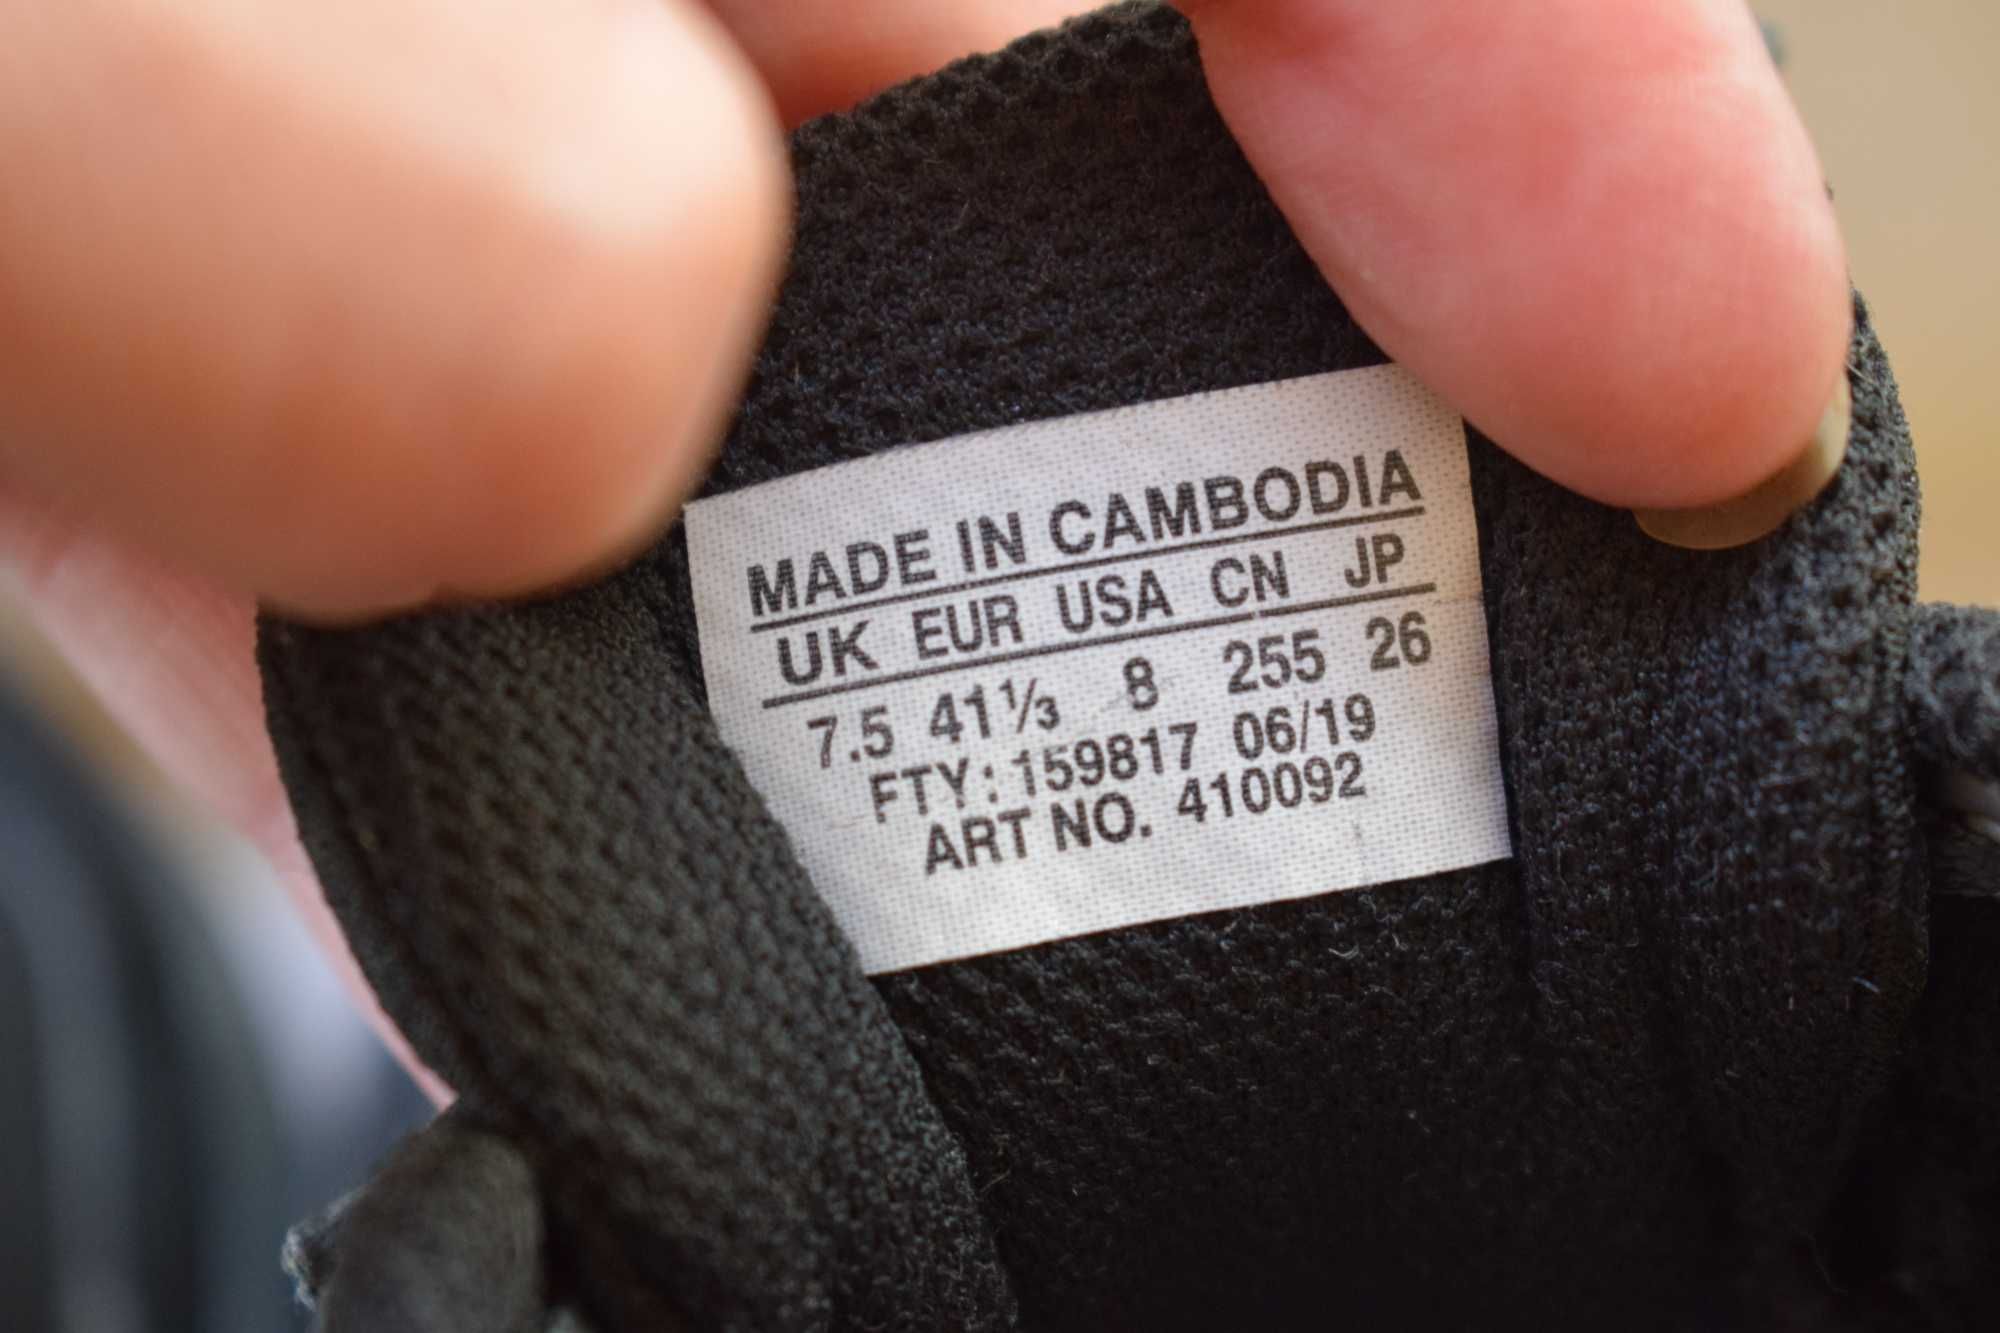 MADE IN CAMBODIA
UK EUR USA CN JP
7.5 41⅓ 8 255 26
FTY: 159817 06/19
ART NO. 410092